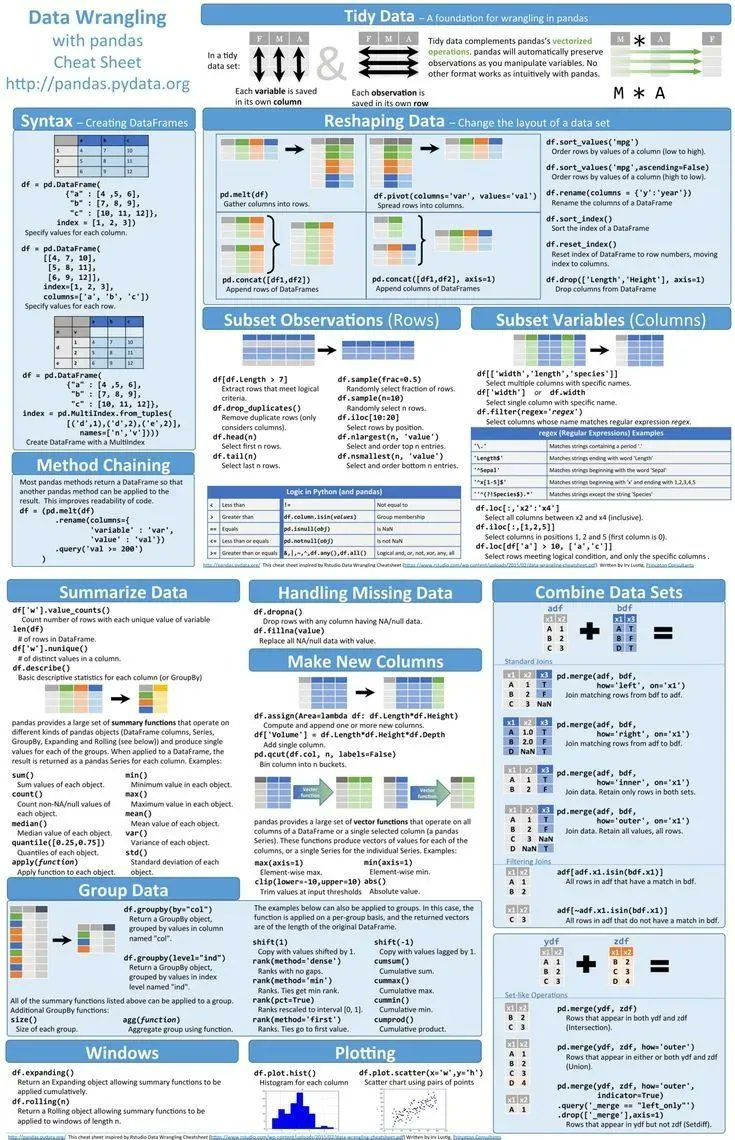 Data Wrangling
with pandas
Cheat Sheet
http://pandas.pydata.org
Tidy Data – A foundation for wrangling in pandas
In a tidy
data set:
F M A
Each variable is saved
in its own column
&
F M A
Each observation is
saved in its own row
Tidy data complements pandas's vectorized
operations. pandas will automatically preserve
observations as you manipulate variables. No
other format works as intuitively with pandas.
M * A F
M * A
Syntax – Creating DataFrames
a b c
1 4 7 10
2 5 8 11
3 6 9 12
df = pd.DataFrame(
{"a" : [4 ,5, 6],
"b" : [7, 8, 9],
"c" : [10, 11, 12]},
index = [1, 2, 3])
Specify values for each column.
df = pd.DataFrame(
[[4, 7, 10],
[5, 8, 11],
[6, 9, 12]],
index=[1, 2, 3],
columns=['a', 'b', 'c'])
Specify values for each row.
a b c
n v
d 1 4 7 10
2 5 8 11
e 2 6 9 12
df = pd.DataFrame(
{"a" : [4 ,5, 6],
"b" : [7, 8, 9],
"c" : [10, 11, 12]},
index = pd.MultiIndex.from_tuples(
[('d',1),('d',2),('e',2)],
names=['n','v'])))
Create DataFrame with a MultiIndex
Method Chaining
Most pandas methods return a DataFrame so that
another pandas method can be applied to the
result. This improves readability of code.
df = (pd.melt(df)
.rename(columns={
'variable' : 'var',
'value' : 'val'})
.query('val >= 200')
)
Reshaping Data – Change the layout of a data set
pd.melt(df)
Gather columns into rows.
df.pivot(columns='var', values='val')
Spread rows into columns.
pd.concat([df1,df2])
Append rows of DataFrames
pd.concat([df1,df2], axis=1)
Append columns of DataFrames
df.sort_values('mpg')
Order rows by values of a column (low to high).
df.sort_values('mpg',ascending=False)
Order rows by values of a column (high to low).
df.rename(columns = {'y':'year'})
Rename the columns of a DataFrame
df.sort_index()
Sort the index of a DataFrame
df.reset_index()
Reset index of DataFrame to row numbers, moving
index to columns.
df.drop(['Length','Height'], axis=1)
Drop columns from DataFrame
Subset Observations (Rows)
df[df.Length > 7]
Extract rows that meet logical
criteria.
df.drop_duplicates()
Remove duplicate rows (only
considers columns).
df.head(n)
Select first n rows.
df.tail(n)
Select last n rows.
df.sample(frac=0.5)
Randomly select fraction of rows.
df.sample(n=10)
Randomly select n rows.
df.iloc[10:20]
Select rows by position.
df.nlargest(n, 'value')
Select and order top n entries.
df.nsmallest(n, 'value')
Select and order bottom n entries.
Logic in Python (and pandas)
< Less than != Not equal to
> Greater than df.column.isin(values) Group membership
== Equals pd.isnull(obj) Is NaN
<= Less than or equals pd.notnull(obj) Is not NaN
>= Greater than or equals &,|,~,^,df.any(),df.all() Logical and, or, not, xor, any, all
Subset Variables (Columns)
df[['width','length','species']]
Select multiple columns with specific names.
df['width'] or df.width
Select single column with specific name.
df.filter(regex='regex')
Select columns whose name matches regular expression regex.
regex (Regular Expressions) Examples
'\.' Matches strings containing a period '.'
'Length$' Matches strings ending with word 'Length'
'^Sepal' Matches strings beginning with the word 'Sepal'
'^x[1-5]$' Matches strings beginning with 'x' and ending with 1,2,3,4,5
''^(?!Species$).*' Matches strings except the string 'Species'
df.loc[:,'x2':'x4']
Select all columns between x2 and x4 (inclusive).
df.iloc[:,[1,2,5]]
Select columns in positions 1, 2 and 5 (first column is 0).
df.loc[df['a'] > 10, ['a','c']]
Select rows meeting logical condition, and only the specific columns .
http://pandas.pydata.org/ This cheat sheet inspired by Rstudio Data Wrangling Cheatsheet (https://www.rstudio.com/wp-content/uploads/2015/02/data-wrangling-cheatsheet.pdf) Written by Irv Lustig, Princeton Consultants
Summarize Data
df['w'].value_counts()
Count number of rows with each unique value of variable
len(df)
# of rows in DataFrame.
df['w'].nunique()
# of distinct values in a column.
df.describe()
Basic descriptive statistics for each column (or GroupBy)
pandas provides a large set of summary functions that operate on
different kinds of pandas objects (DataFrame columns, Series,
GroupBy, Expanding and Rolling (see below)) and produce single
values for each of the groups. When applied to a DataFrame, the
result is returned as a pandas Series for each column. Examples:
sum()
Sum values of each object.
count()
Count non-NA/null values of
each object.
median()
Median value of each object.
quantile([0.25,0.75])
Quantiles of each object.
apply(function)
Apply function to each object.
min()
Minimum value in each object.
max()
Maximum value in each object.
mean()
Mean value of each object.
var()
Variance of each object.
std()
Standard deviation of each
object.
Group Data
df.groupby(by="col")
Return a GroupBy object,
grouped by values in column
named "col".
df.groupby(level="ind")
Return a GroupBy object,
grouped by values in index
level named "ind".
All of the summary functions listed above can be applied to a group.
Additional GroupBy functions:
size()
Size of each group.
agg(function)
Aggregate group using function.
Windows
df.expanding()
Return an Expanding object allowing summary functions to be
applied cumulatively.
df.rolling(n)
Return a Rolling object allowing summary functions to be
applied to windows of length n.
Handling Missing Data
df.dropna()
Drop rows with any column having NA/null data.
df.fillna(value)
Replace all NA/null data with value.
Make New Columns
df.assign(Area=lambda df: df.Length*df.Height)
Compute and append one or more new columns.
df['Volume'] = df.Length*df.Height*df.Depth
Add single column.
pd.qcut(df.col, n, labels=False)
Bin column into n buckets.
Vector
function
Vector
function
pandas provides a large set of vector functions that operate on all
columns of a DataFrame or a single selected column (a pandas
Series). These functions produce vectors of values for each of the
columns, or a single Series for the individual Series. Examples:
max(axis=1)
Element-wise max.
clip(lower=-10,upper=10)
Trim values at input thresholds
min(axis=1)
Element-wise min.
abs()
Absolute value.
The examples below can also be applied to groups. In this case, the
function is applied on a per-group basis, and the returned vectors
are of the length of the original DataFrame.
shift(1)
Copy with values shifted by 1.
rank(method='dense')
Ranks with no gaps.
rank(method='min')
Ranks. Ties get min rank.
rank(pct=True)
Ranks rescaled to interval [0, 1].
rank(method='first')
Ranks. Ties go to first value.
shift(-1)
Copy with values lagged by 1.
cumsum()
Cumulative sum.
cummax()
Cumulative max.
cummin()
Cumulative min.
cumprod()
Cumulative product.
Plotting
df.plot.hist()
Histogram for each column
df.plot.scatter(x='w',y='h')
Scatter chart using pairs of points
Combine Data Sets
adf bdf
x1 x2 x1 x3
A 1 A T
B 2 B F
C 3 D T
Standard Joins
x1 x2 x3
A 1 T
B 2 F
C 3 NaN
pd.merge(adf, bdf,
how='left', on='x1')
Join matching rows from bdf to adf.
x1 x2 x3
A 1.0 T
B 2.0 F
D NaN T
pd.merge(adf, bdf,
how='right', on='x1')
Join matching rows from adf to bdf.
x1 x2 x3
A 1 T
B 2 F
pd.merge(adf, bdf,
how='inner', on='x1')
Join data. Retain only rows in both sets.
x1 x2 x3
A 1 T
B 2 F
C 3 NaN
D NaN T
pd.merge(adf, bdf,
how='outer', on='x1')
Join data. Retain all values, all rows.
Filtering Joins
x1 x2
A 1
B 2
adf[adf.x1.isin(bdf.x1)]
All rows in adf that have a match in bdf.
x1 x2
C 3
adf[~adf.x1.isin(bdf.x1)]
All rows in adf that do not have a match in bdf.
ydf zdf
x1 x2 x1 x2
A 1 B 2
B 2 C 3
C 3 D 4
Set-like Operations
x1 x2
B 2
C 3
pd.merge(ydf, zdf)
Rows that appear in both ydf and zdf
(Intersection).
x1 x2
A 1
B 2
C 3
D 4
pd.merge(ydf, zdf, how='outer')
Rows that appear in either or both ydf and zdf
(Union).
x1 x2
A 1
pd.merge(ydf, zdf, how='outer',
indicator=True)
.query('_merge == "left_only"')
.drop(['_merge'],axis=1)
Rows that appear in ydf but not zdf (Setdiff).
http://pandas.pydata.org/ This cheat sheet inspired by Rstudio Data Wrangling Cheatsheet (https://www.rstudio.com/wp-content/uploads/2015/02/data-wrangling-cheatsheet.pdf) Written by Irv Lustig, Princeton Consultants